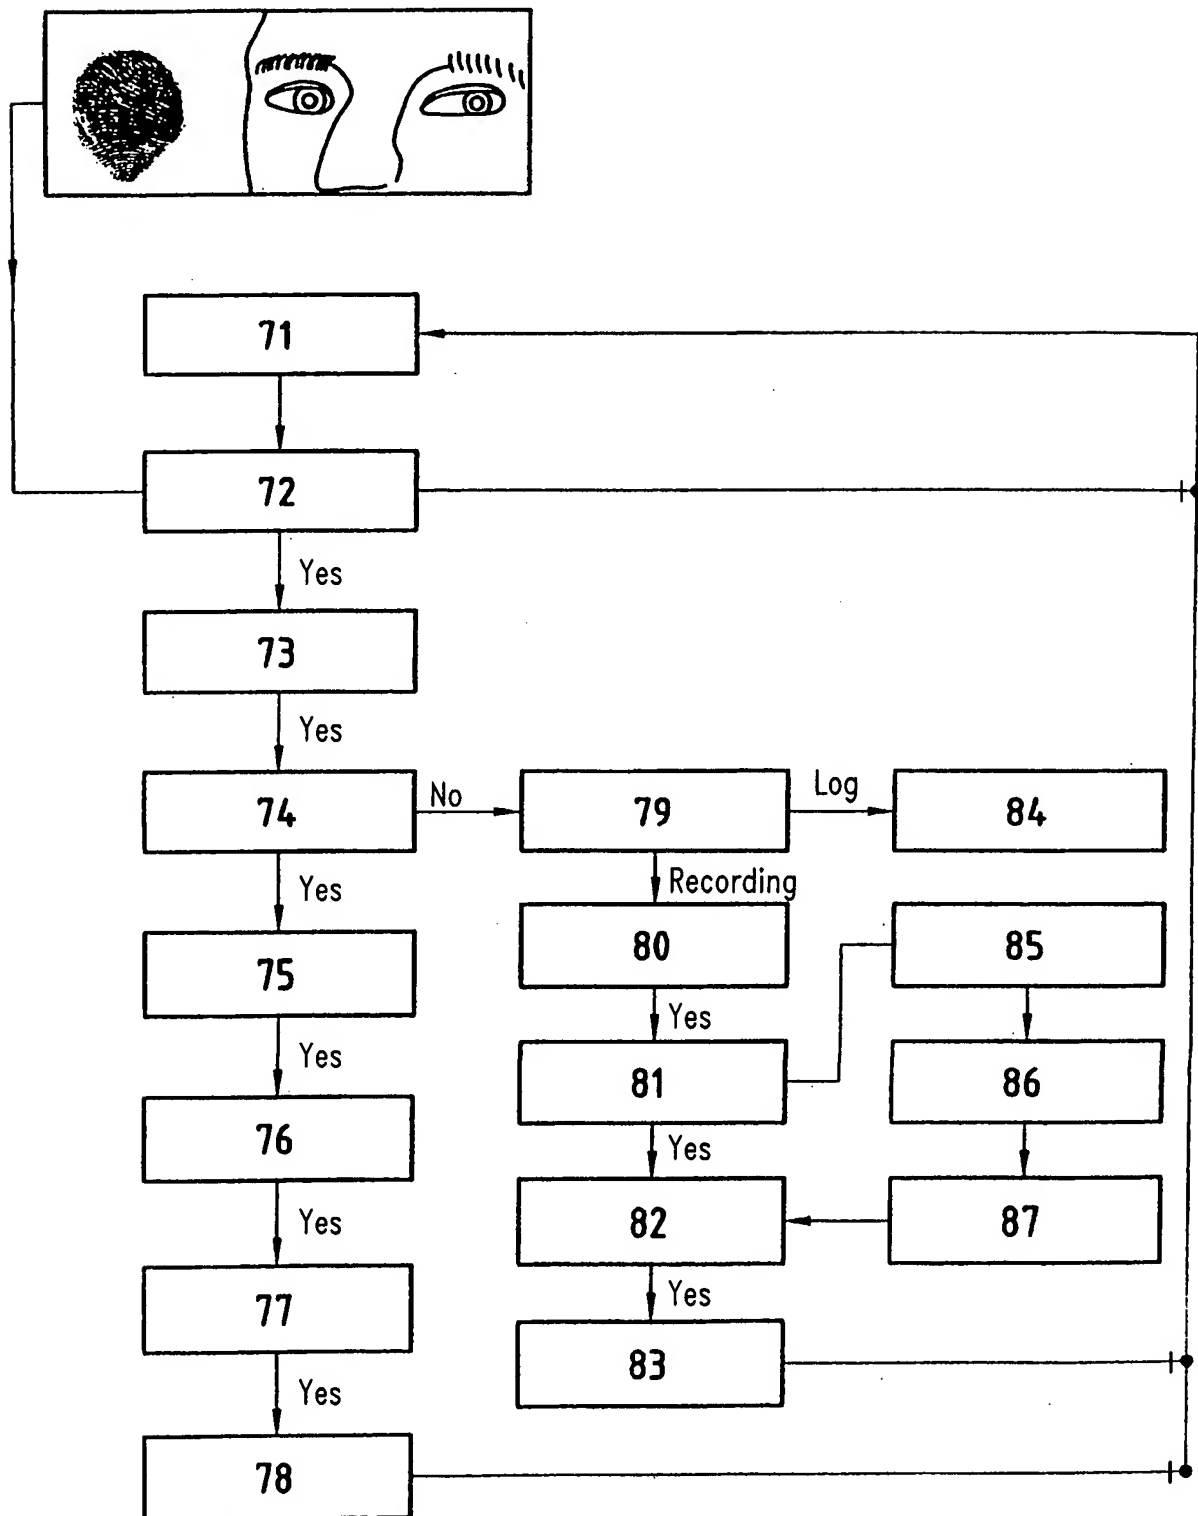 71
72
Yes
73
Yes
74
No
79
Log
84
Yes
Recording
75
80
85
Yes
Yes
76
81
86
Yes
Yes
77
82
87
Yes
Yes
78
83